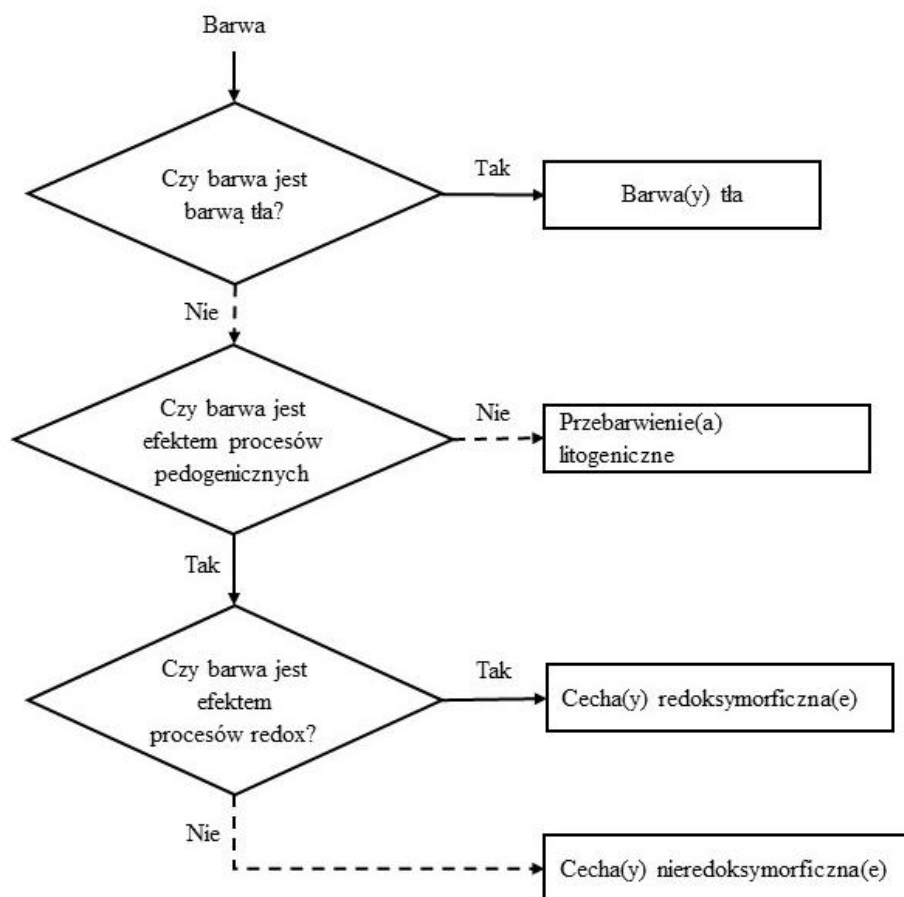 Barwa
Czy barwa jest
barwą tła?
Tak
Barwa(y) tła
Nie
Czy barwa jest
efektem procesów
pedogenicznych
Nie
Przebarwienie(a)
litogeniczne
Tak
Czy barwa jest
efektem
procesów redox?
Tak
Cecha(y) redoksymorficzna(e)
Nie
Cecha(y) nieredoksymorficzna(e)